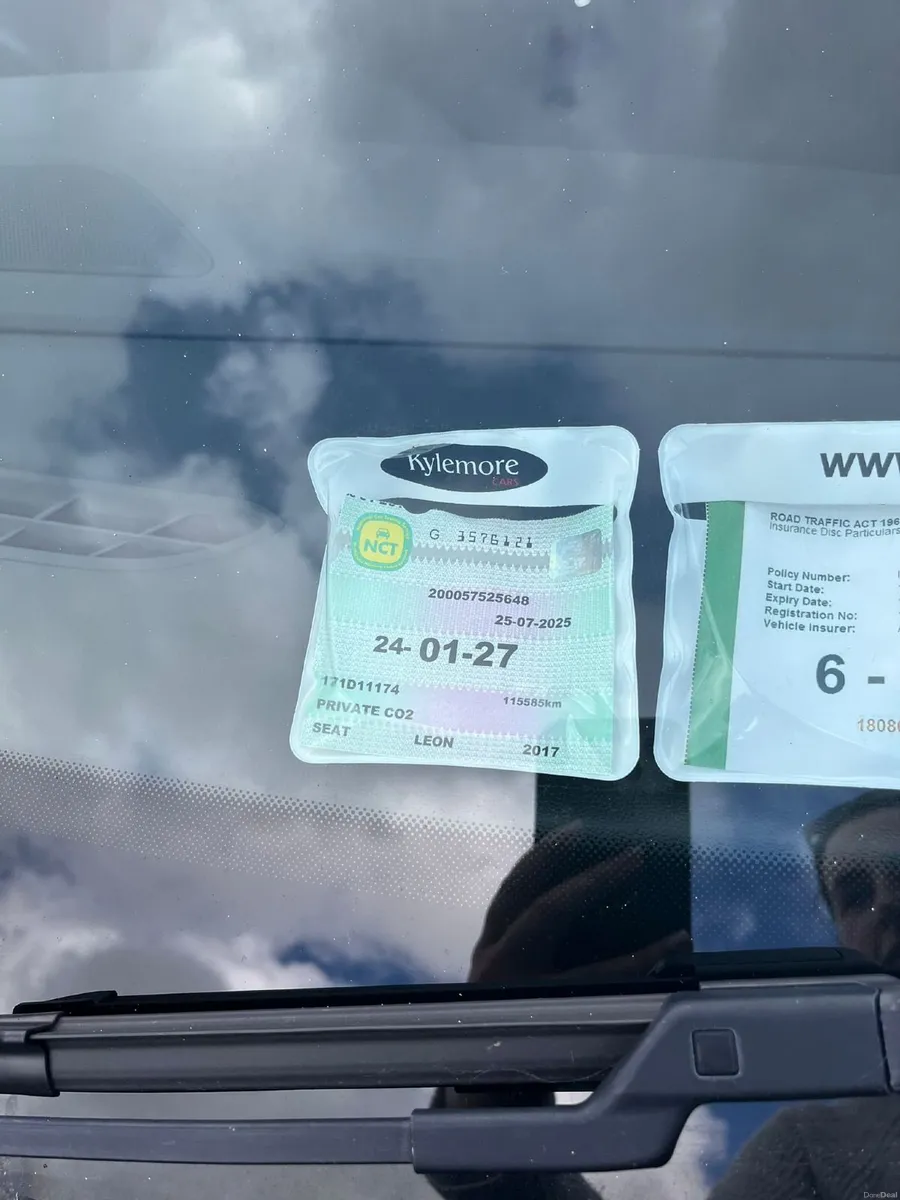 Kylemore
CARS
NCT
G 3576121
200057525648
25-07-2025
24-01-27
171D11174
115585km
PRIVATE CO2
SEAT LEON 2017
WWW
ROAD TRAFFIC ACT 196
Insurance Disc Particulars
Policy Number:
Start Date:
Expiry Date:
Registration No:
Vehicle insurer:
6 -
1808
DoneDeal